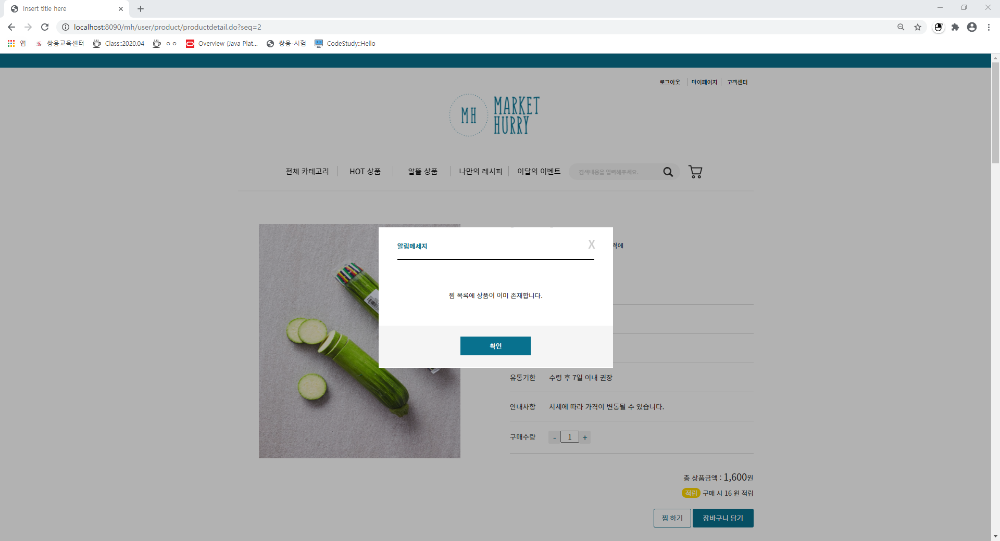 Insert title here
localhost:8090/mh/user/product/productdetail.do?seq=2
앱 쌍용교육센터 Class::2020.04 ㅇㅇ Overview (Java Plat... 쌍용-시험 CodeStudy::Hello
로그아웃 마이페이지 고객센터
MH MARKET HURRY
전체 카테고리 HOT 상품 알뜰 상품 나만의 레시피 이달의 이벤트 검색내용을 입력해주세요.
알림메세지 X
격에
찜 목록에 상품이 이미 존재합니다.
확인
유통기한 수령 후 7일 이내 권장
안내사항 시세에 따라 가격이 변동될 수 있습니다.
구매수량 - 1 +
총 상품금액 : 1,600원
적립 구매 시 16 원 적립
찜 하기 장바구니 담기